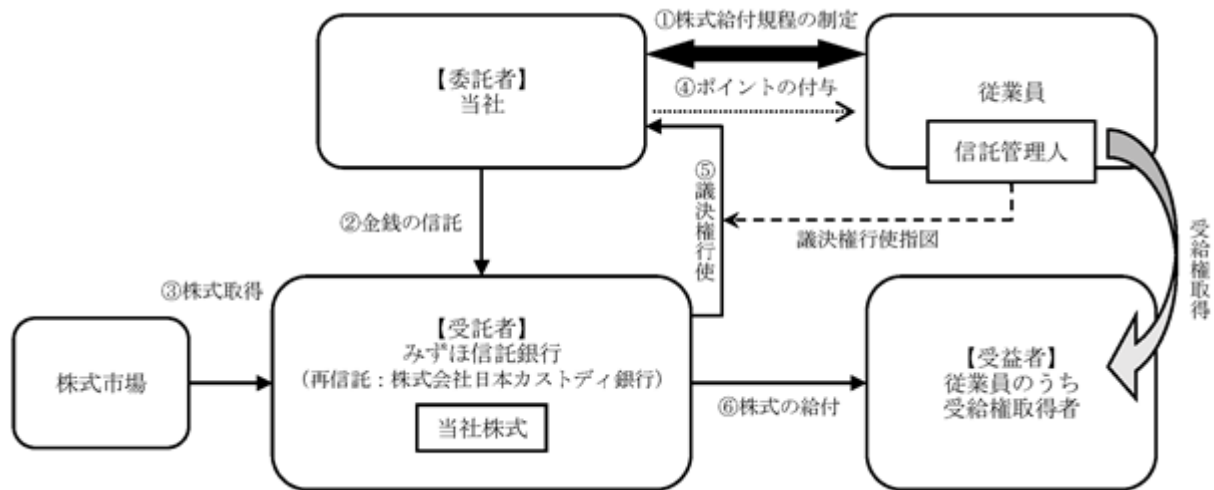 ①株式給付規程の制定
【委託者】
当社
④ポイントの付与
従業員
信託管理人
②金銭の信託
⑤議決権行使
議決権行使指図
受給権取得
③株式取得
株式市場
【受託者】
みずほ信託銀行
(再信託:株式会社日本カストディ銀行)
当社株式
⑥株式の給付
【受益者】
従業員のうち
受給権取得者